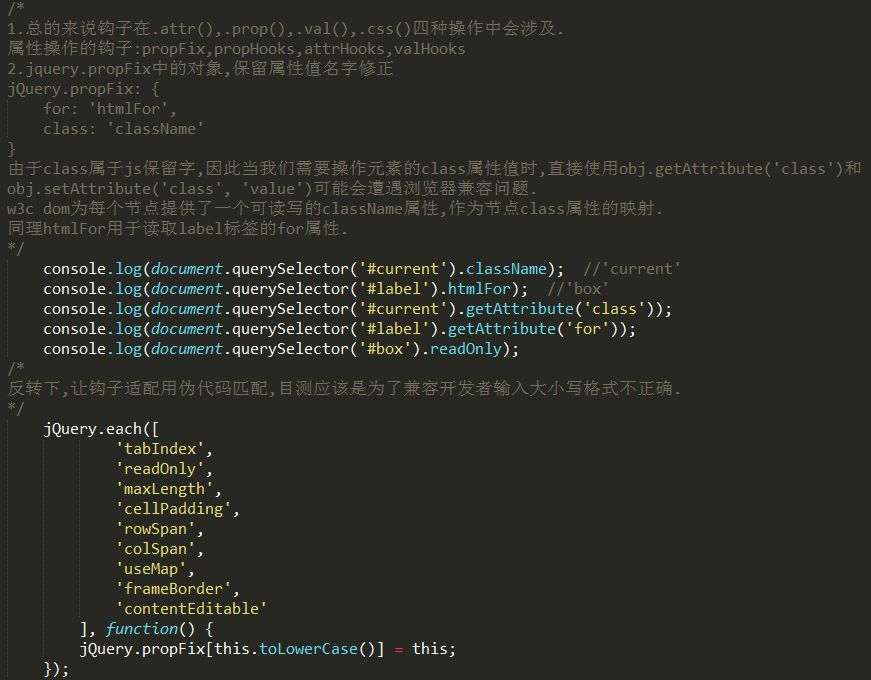 /*
1.总的来说钩子在.attr(),.prop(),.val(),.css()四种操作中会涉及.
属性操作的钩子:propFix,propHooks,attrHooks,valHooks
2.jquery.propFix中的对象,保留属性值名字修正
jQuery.propFix: {
    for: 'htmlFor',
    class: 'className'
}
由于class属于js保留字,因此当我们需要操作元素的class属性值时,直接使用obj.getAttribute('class')和
obj.setAttribute('class', 'value')可能会遭遇浏览器兼容问题.
w3c dom为每个节点提供了一个可读写的className属性,作为节点class属性的映射.
同理htmlFor用于读取label标签的for属性.
*/
    console.log(document.querySelector('#current').className);  //'current'
    console.log(document.querySelector('#label').htmlFor);  //'box'
    console.log(document.querySelector('#current').getAttribute('class'));
    console.log(document.querySelector('#label').getAttribute('for'));
    console.log(document.querySelector('#box').readOnly);
/*
反转下,让钩子适配用伪代码匹配,目测应该是为了兼容开发者输入大小写格式不正确.
*/
    jQuery.each([
            'tabIndex',
            'readOnly',
            'maxLength',
            'cellPadding',
            'rowSpan',
            'colSpan',
            'useMap',
            'frameBorder',
            'contentEditable'
        ], function() {
        jQuery.propFix[this.toLowerCase()] = this;
    });